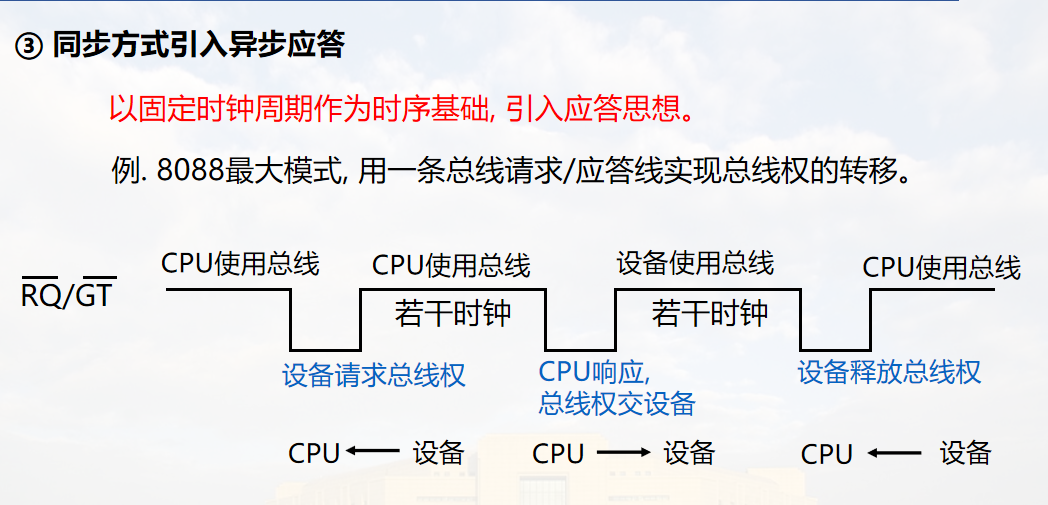 ③ 同步方式引入异步应答
以固定时钟周期作为时序基础, 引入应答思想。
例. 8088最大模式, 用一条总线请求/应答线实现总线权的转移。
RQ/GT
CPU使用总线
CPU使用总线
设备使用总线
CPU使用总线
若干时钟
若干时钟
设备请求总线权
CPU响应,
总线权交设备
设备释放总线权
CPU ← 设备
CPU → 设备
CPU ← 设备